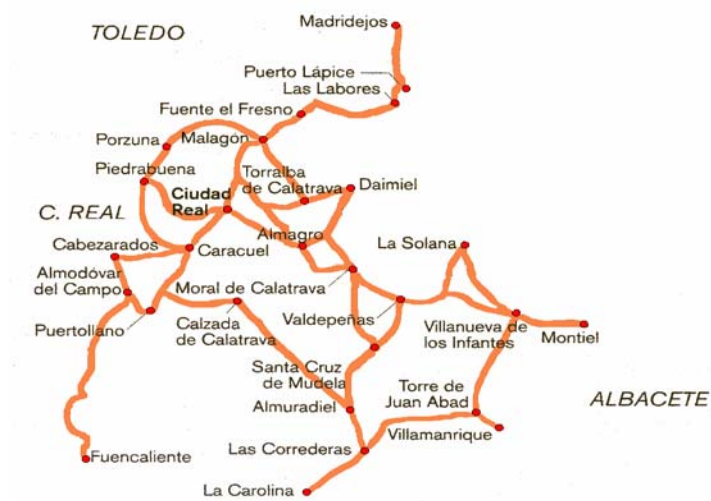 TOLEDO
Madridejos
Puerto Lápice
Las Labores
Fuente el Fresno
Porzuna
Malagón
Piedrabuena
Torralba
de Calatrava
Daimiel
Ciudad
Real
C. REAL
Almagro
La Solana
Cabezarados
Caracuel
Almodóvar
del Campo
Moral de Calatrava
Puertollano
Calzada
de Calatrava
Valdepeñas
Villanueva de
los Infantes
Montiel
Santa Cruz
de Mudela
Torre de
Juan Abad
ALBACETE
Almuradiel
Villamanrique
Las Correderas
Fuencaliente
La Carolina